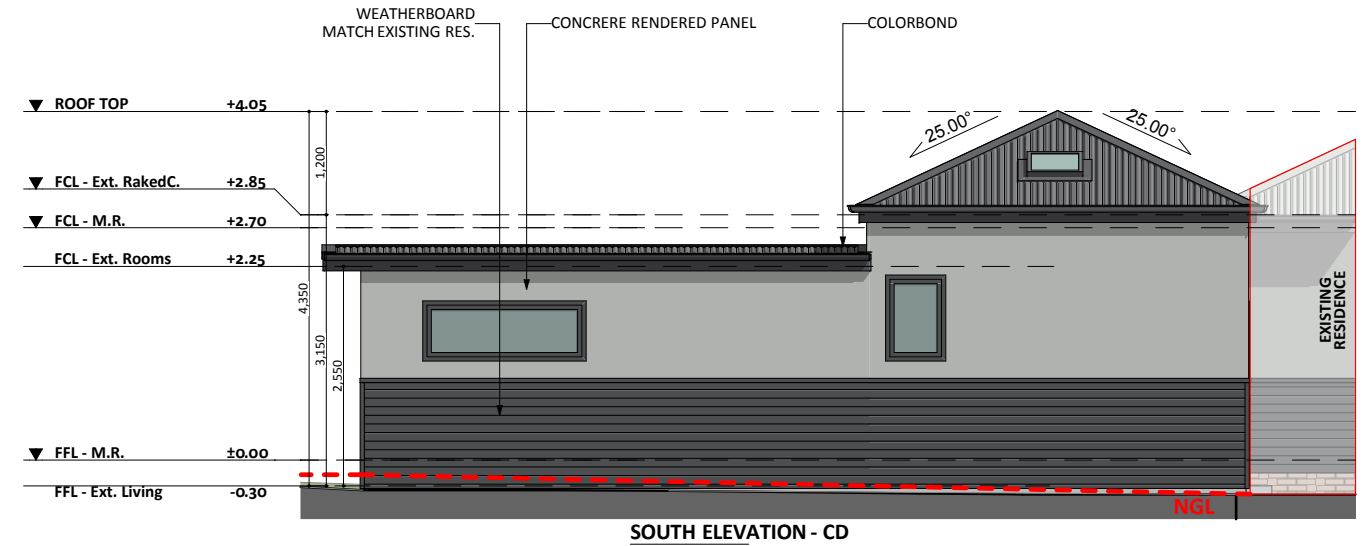 WEATHERBOARD
MATCH EXISTING RES.
CONCRERE RENDERED PANEL
COLORBOND
ROOF TOP +4.05
25.00°
25.00°
1,200
FCL - Ext. RakedC. +2.85
FCL - M.R. +2.70
FCL - Ext. Rooms +2.25
4,350
3,150
2,550
EXISTING
RESIDENCE
FFL - M.R. ±0.00
FFL - Ext. Living -0.30
NGL
SOUTH ELEVATION - CD